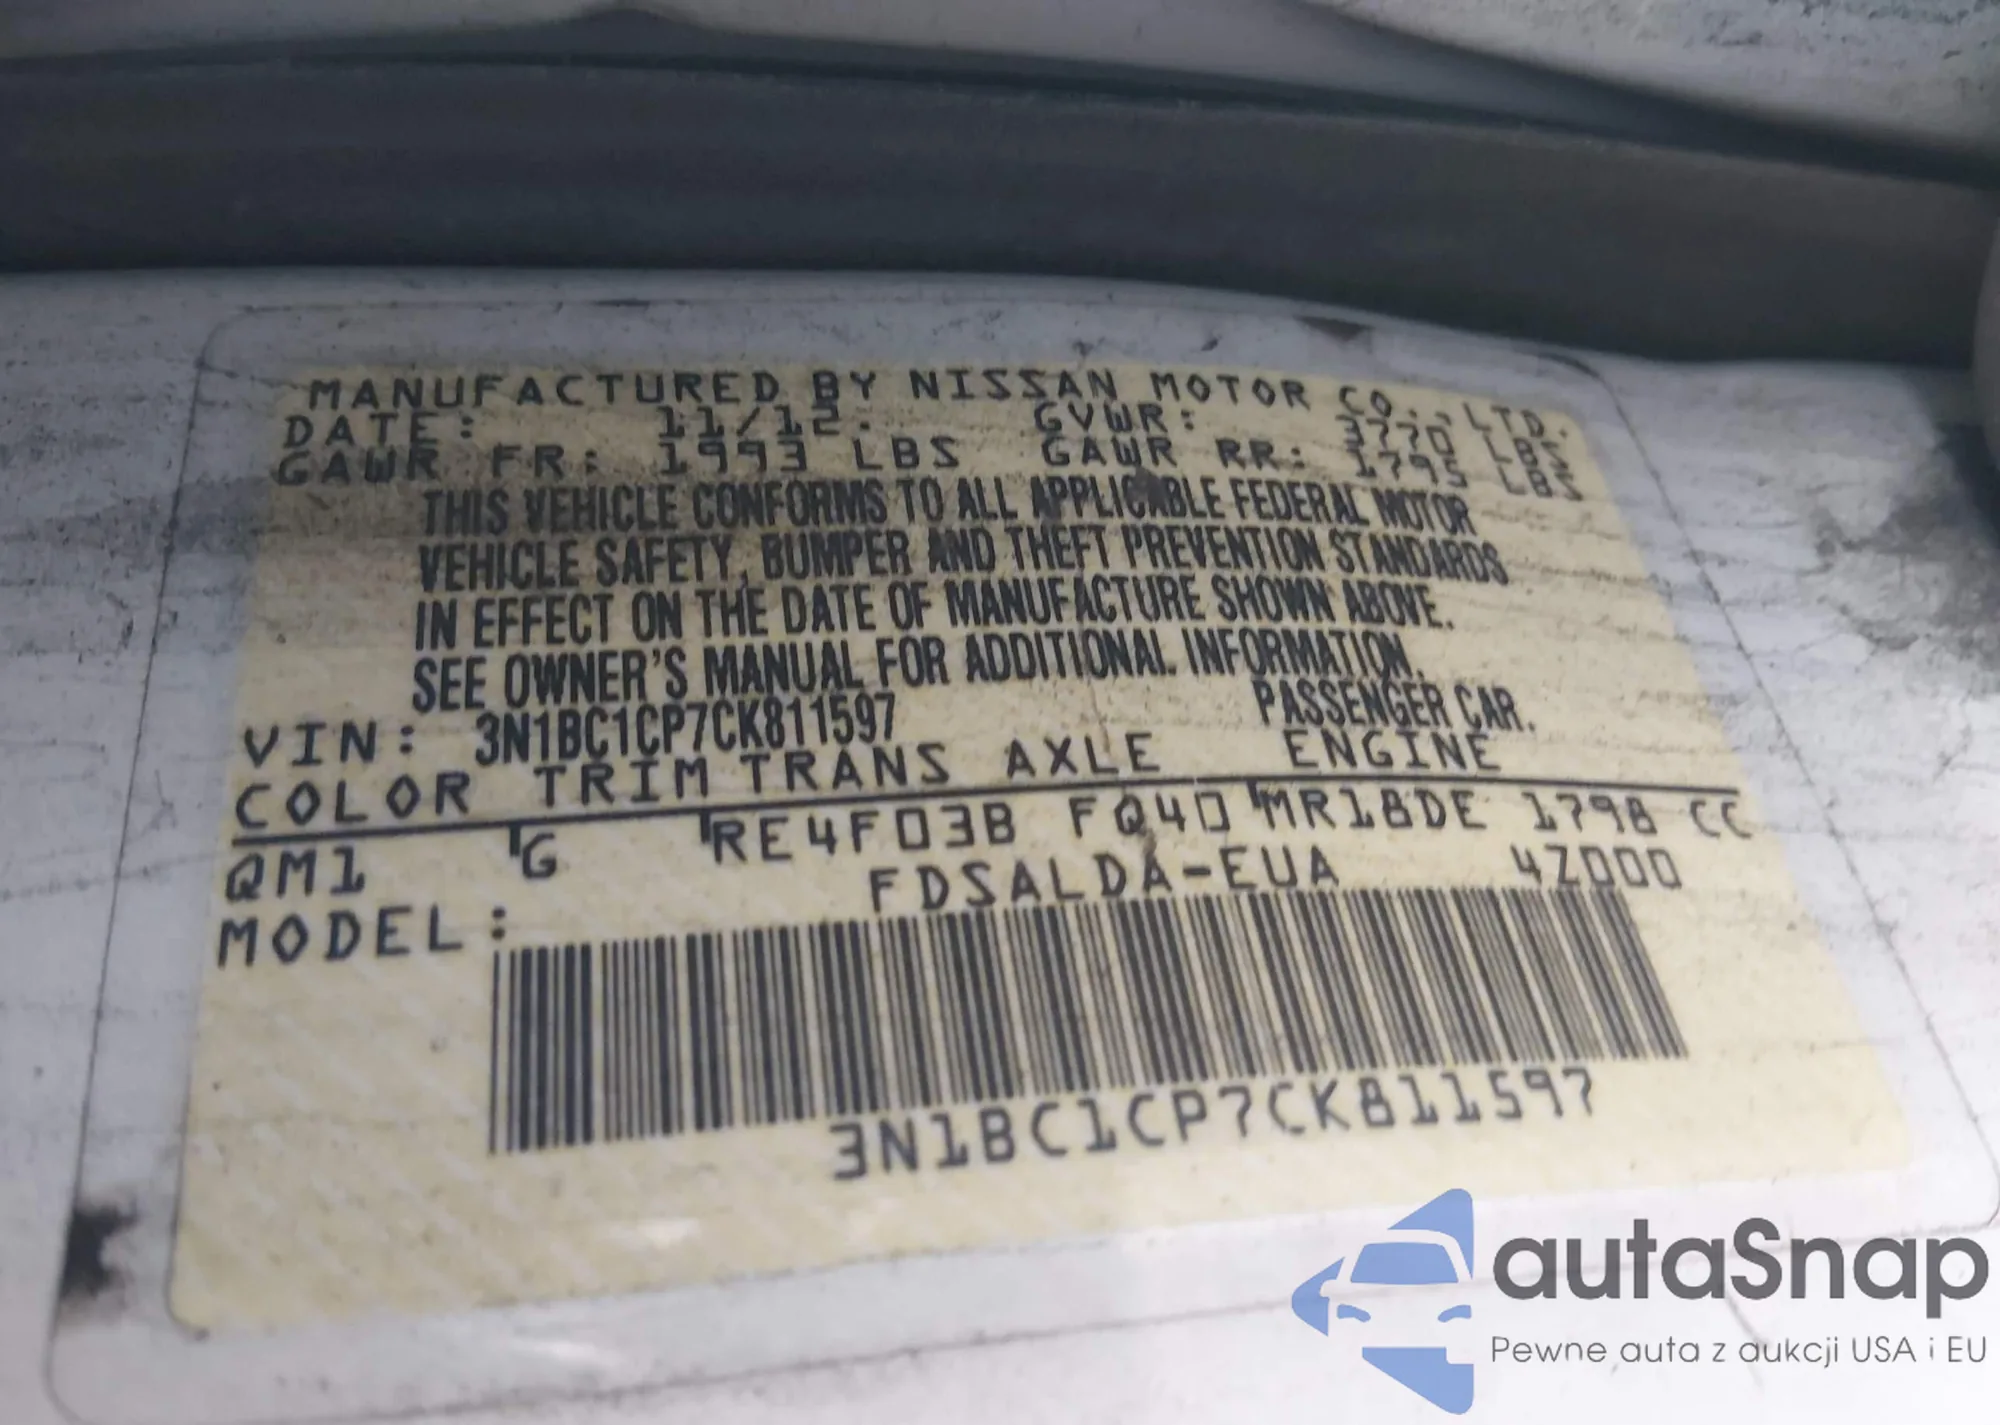 MANUFACTURED BY NISSAN MOTOR CO., LTD.
DATE: 11/12. GVWR: 3770 LBS
GAWR FR: 1993 LBS GAWR RR: 1795 LBS
THIS VEHICLE CONFORMS TO ALL APPLICABLE FEDERAL MOTOR
VEHICLE SAFETY, BUMPER AND THEFT PREVENTION STANDARDS
IN EFFECT ON THE DATE OF MANUFACTURE SHOWN ABOVE.
SEE OWNER'S MANUAL FOR ADDITIONAL INFORMATION.
VIN: 3N1BC1CP7CK811597 PASSENGER CAR.
COLOR TRIM TRANS AXLE ENGINE
QM1 G RE4F03B FQ40 MR18DE 1798 CC
MODEL: FDSALDA-EUA 4Z000
3N1BC1CP7CK811597
autaSnap
Pewne auta z aukcji USA i EU